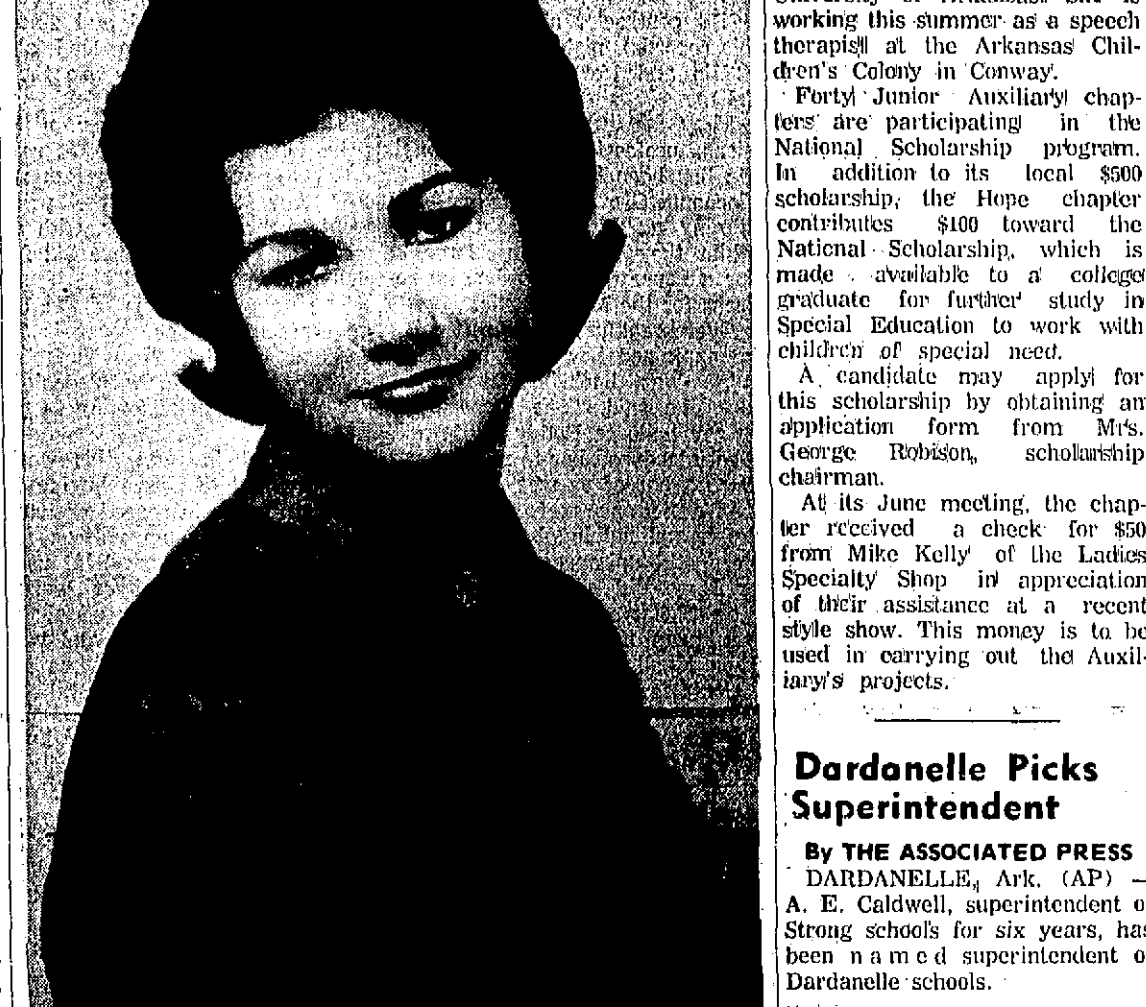 working this summer as a speech
therapist at the Arkansas Chil-
dren's Colony in Conway.
Forty Junior Auxiliary chap-
ters are participating in the
National Scholarship program.
In addition to its local $500
scholarship, the Hope chapter
contributes $100 toward the
National Scholarship, which is
made available to a college
graduate for further study in
Special Education to work with
children of special need.
A candidate may apply for
this scholarship by obtaining an
application form from Mrs.
George Robison, scholarship
chairman.
At its June meeting, the chap-
ter received a check for $50
from Mike Kelly of the Ladies
Specialty Shop in appreciation
of their assistance at a recent
style show. This money is to be
used in carrying out the Auxil-
iary's projects.
Dardanelle Picks
Superintendent
By THE ASSOCIATED PRESS
DARDANELLE, Ark. (AP) —
A. E. Caldwell, superintendent o
Strong schools for six years, has
been named superintendent o
Dardanelle schools.